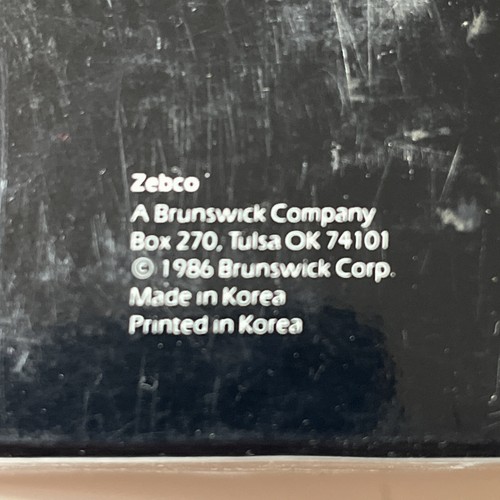 Zebco
A Brunswick Company
Box 270, Tulsa OK 74101
© 1986 Brunswick Corp.
Made in Korea
Printed in Korea